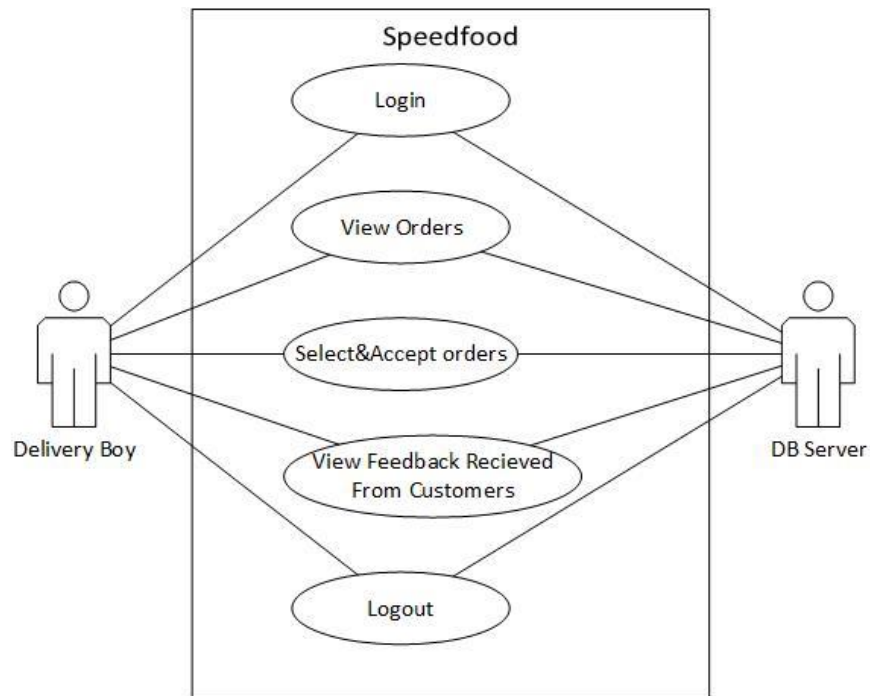 Speedfood
Login
View Orders
Select&Accept orders
Delivery Boy
DB Server
View Feedback Recieved
From Customers
Logout